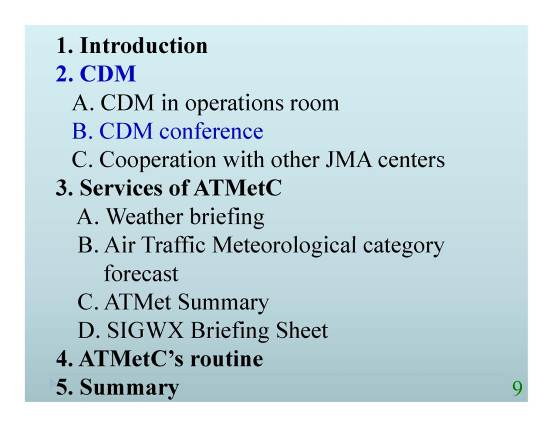 1. Introduction
2. CDM
A. CDM in operations room
B. CDM conference
C. Cooperation with other JMA centers
3. Services of ATMetC
A. Weather briefing
B. Air Traffic Meteorological category
forecast
C. ATMet Summary
D. SIGWX Briefing Sheet
4. ATMetC’s routine
5. Summary
9